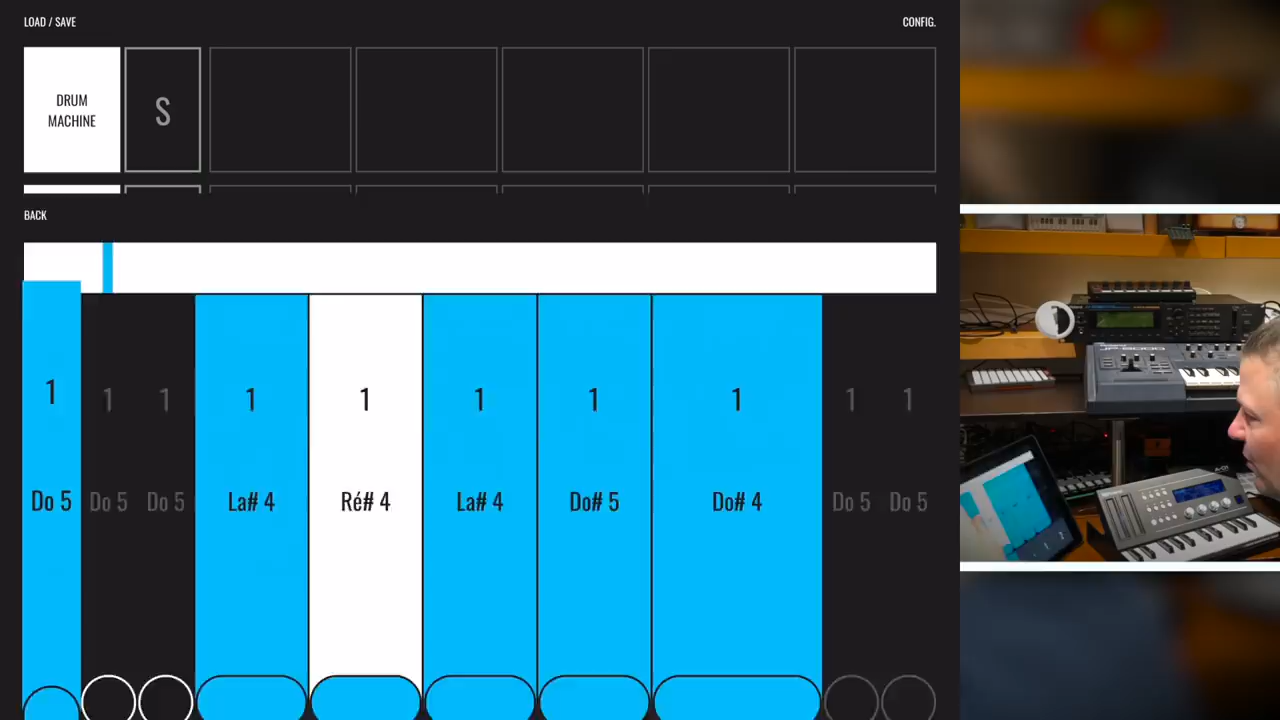 LOAD / SAVE
CONFIG.
DRUM
MACHINE
S
BACK
1 1 1 1 1 1 1 1 1 1
Do 5 Do 5 Do 5 La# 4 Ré# 4 La# 4 Do# 5 Do# 4 Do 5 Do 5